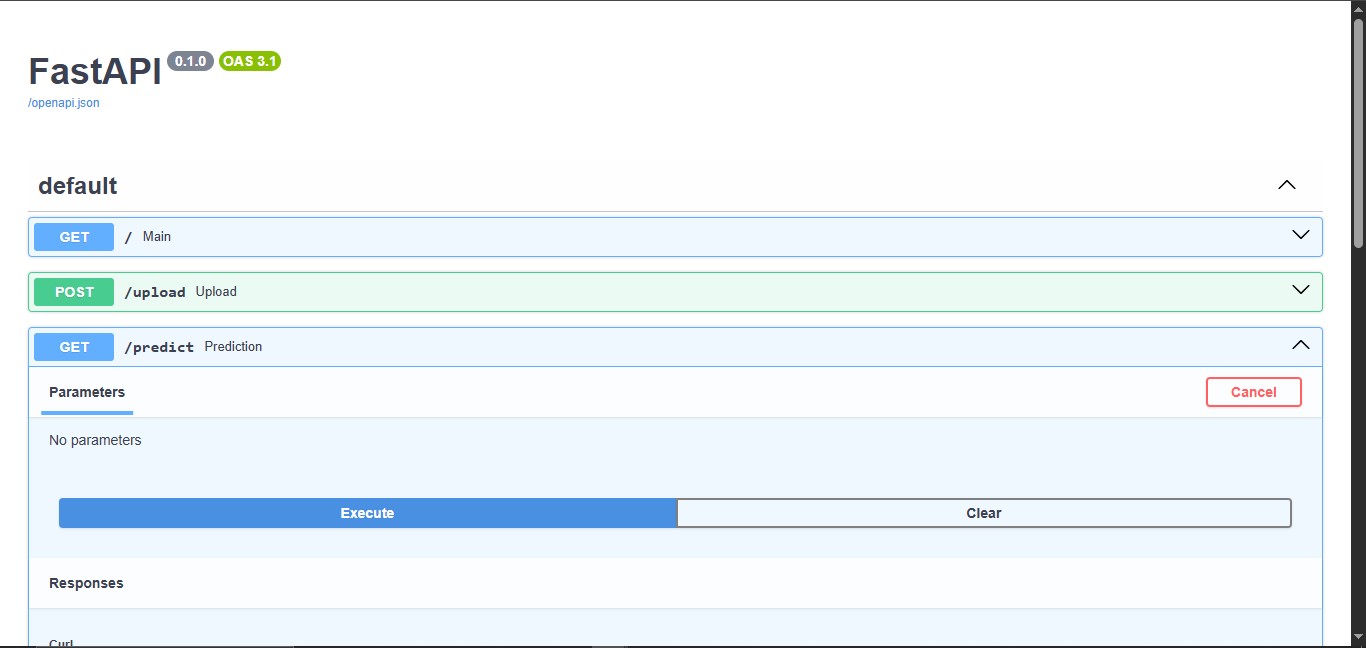 FastAPI 0.1.0 OAS 3.1
/openapi.json
default
GET / Main
POST /upload Upload
GET /predict Prediction
Parameters Cancel
No parameters
Execute Clear
Responses
Curl